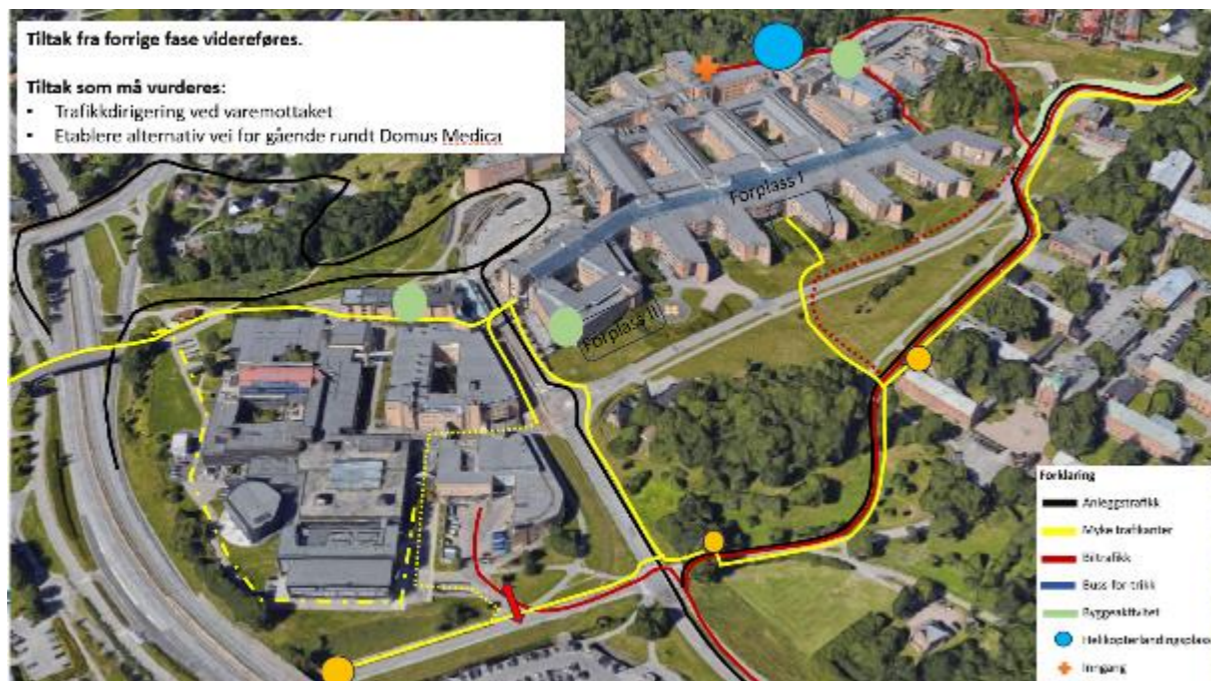 Tiltak fra forrige fase videreføres.
Tiltak som må vurderes:
• Trafikkdirigering ved varemottaket
• Etablere alternativ vei for gående rundt Domus Medica
Forplass I
Forplass II
Forklaring
Anleggstrafikk
Myke trafikanter
Biltrafikk
Buss for trikk
Byggeaktivitet
Helikopterlandingsplass
Inngang